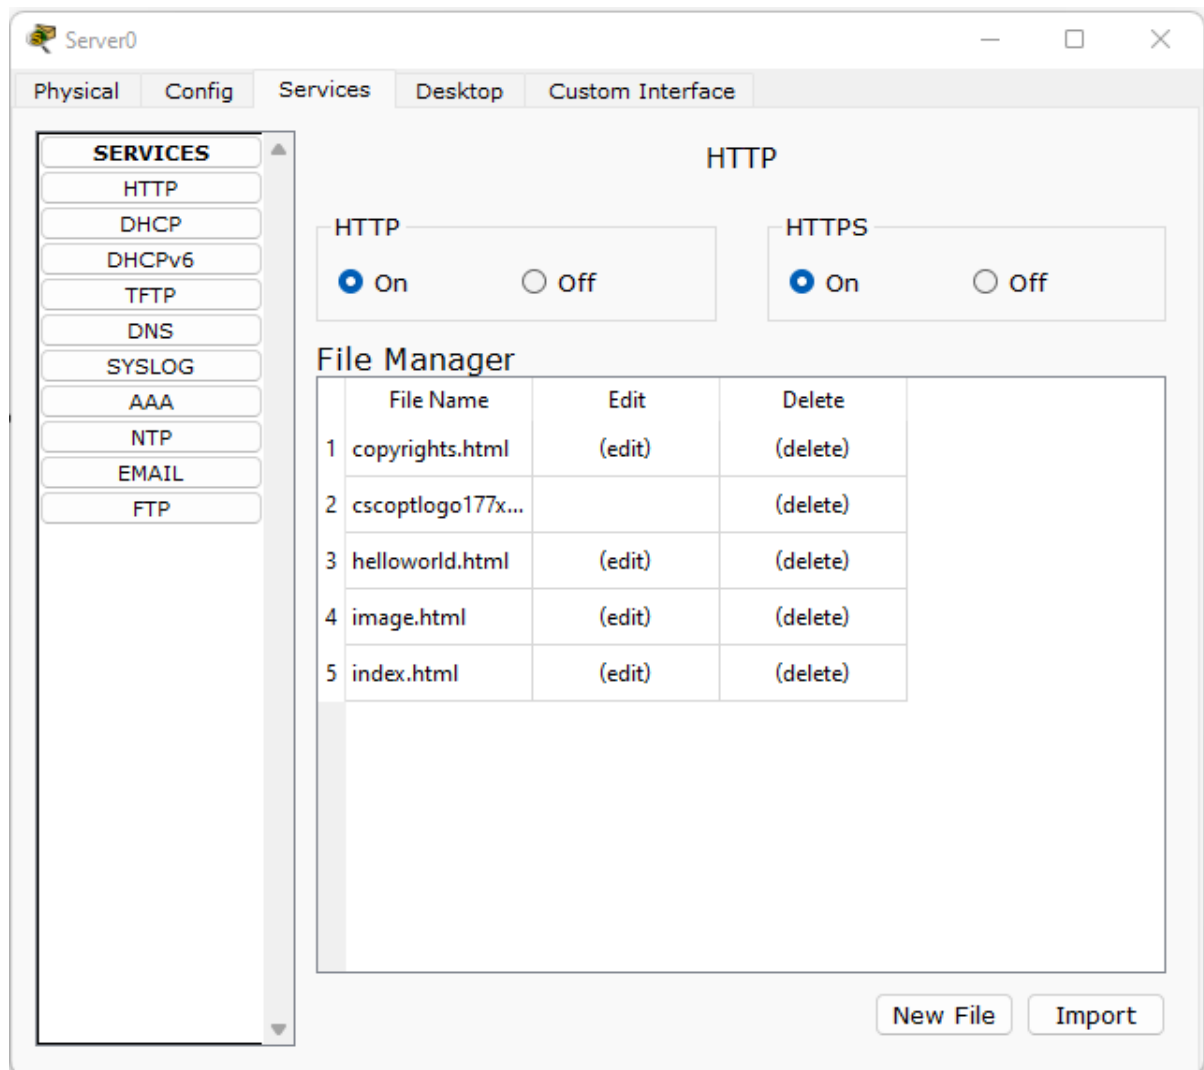 Server0
Physical Config Services Desktop Custom Interface
SERVICES
HTTP
DHCP
DHCPv6
TFTP
DNS
SYSLOG
AAA
NTP
EMAIL
FTP
HTTP
HTTP HTTPS
On Off On Off
File Manager
File Name Edit Delete
1 copyrights.html (edit) (delete)
2 cscoptlogo177x... (delete)
3 helloworld.html (edit) (delete)
4 image.html (edit) (delete)
5 index.html (edit) (delete)
New File Import